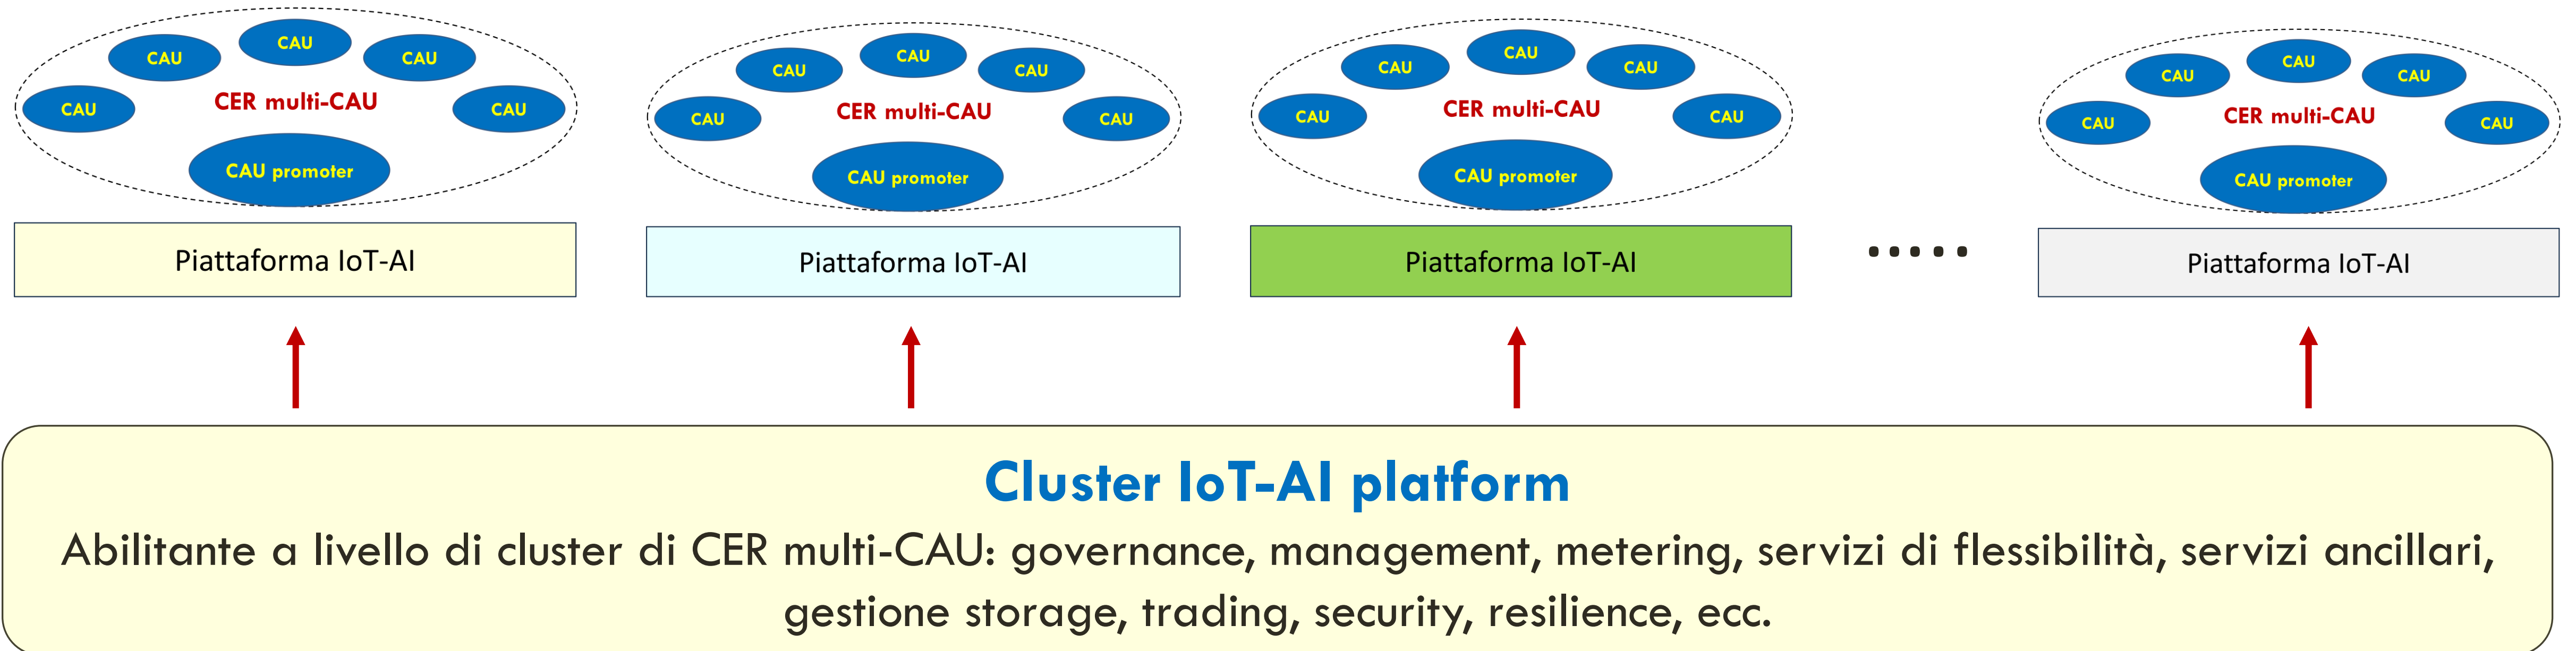 CAU
CAU
CAU
CAU
CAU
CER multi-CAU
CAU promoter
Piattaforma IoT-AI
CAU
CAU
CAU
CAU
CAU
CER multi-CAU
CAU promoter
Piattaforma IoT-AI
CAU
CAU
CAU
CAU
CAU
CER multi-CAU
CAU promoter
Piattaforma IoT-AI
.....
CAU
CAU
CAU
CAU
CAU
CER multi-CAU
CAU promoter
Piattaforma IoT-AI
Cluster IoT-AI platform
Abilitante a livello di cluster di CER multi-CAU: governance, management, metering, servizi di flessibilità, servizi ancillari,
gestione storage, trading, security, resilience, ecc.